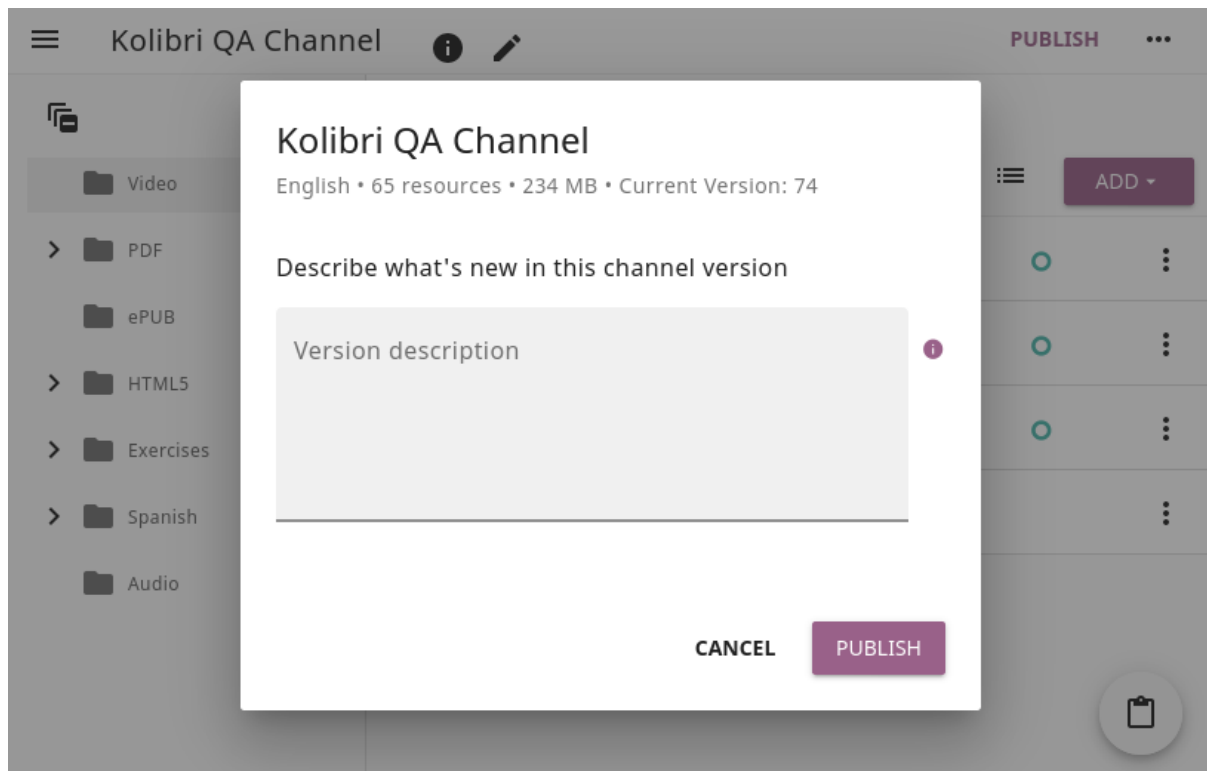 Kolibri QA Channel
PUBLISH
Kolibri QA Channel
English • 65 resources • 234 MB • Current Version: 74
Describe what's new in this channel version
Version description
CANCEL
PUBLISH
Video
PDF
ePUB
HTML5
Exercises
Spanish
Audio
ADD